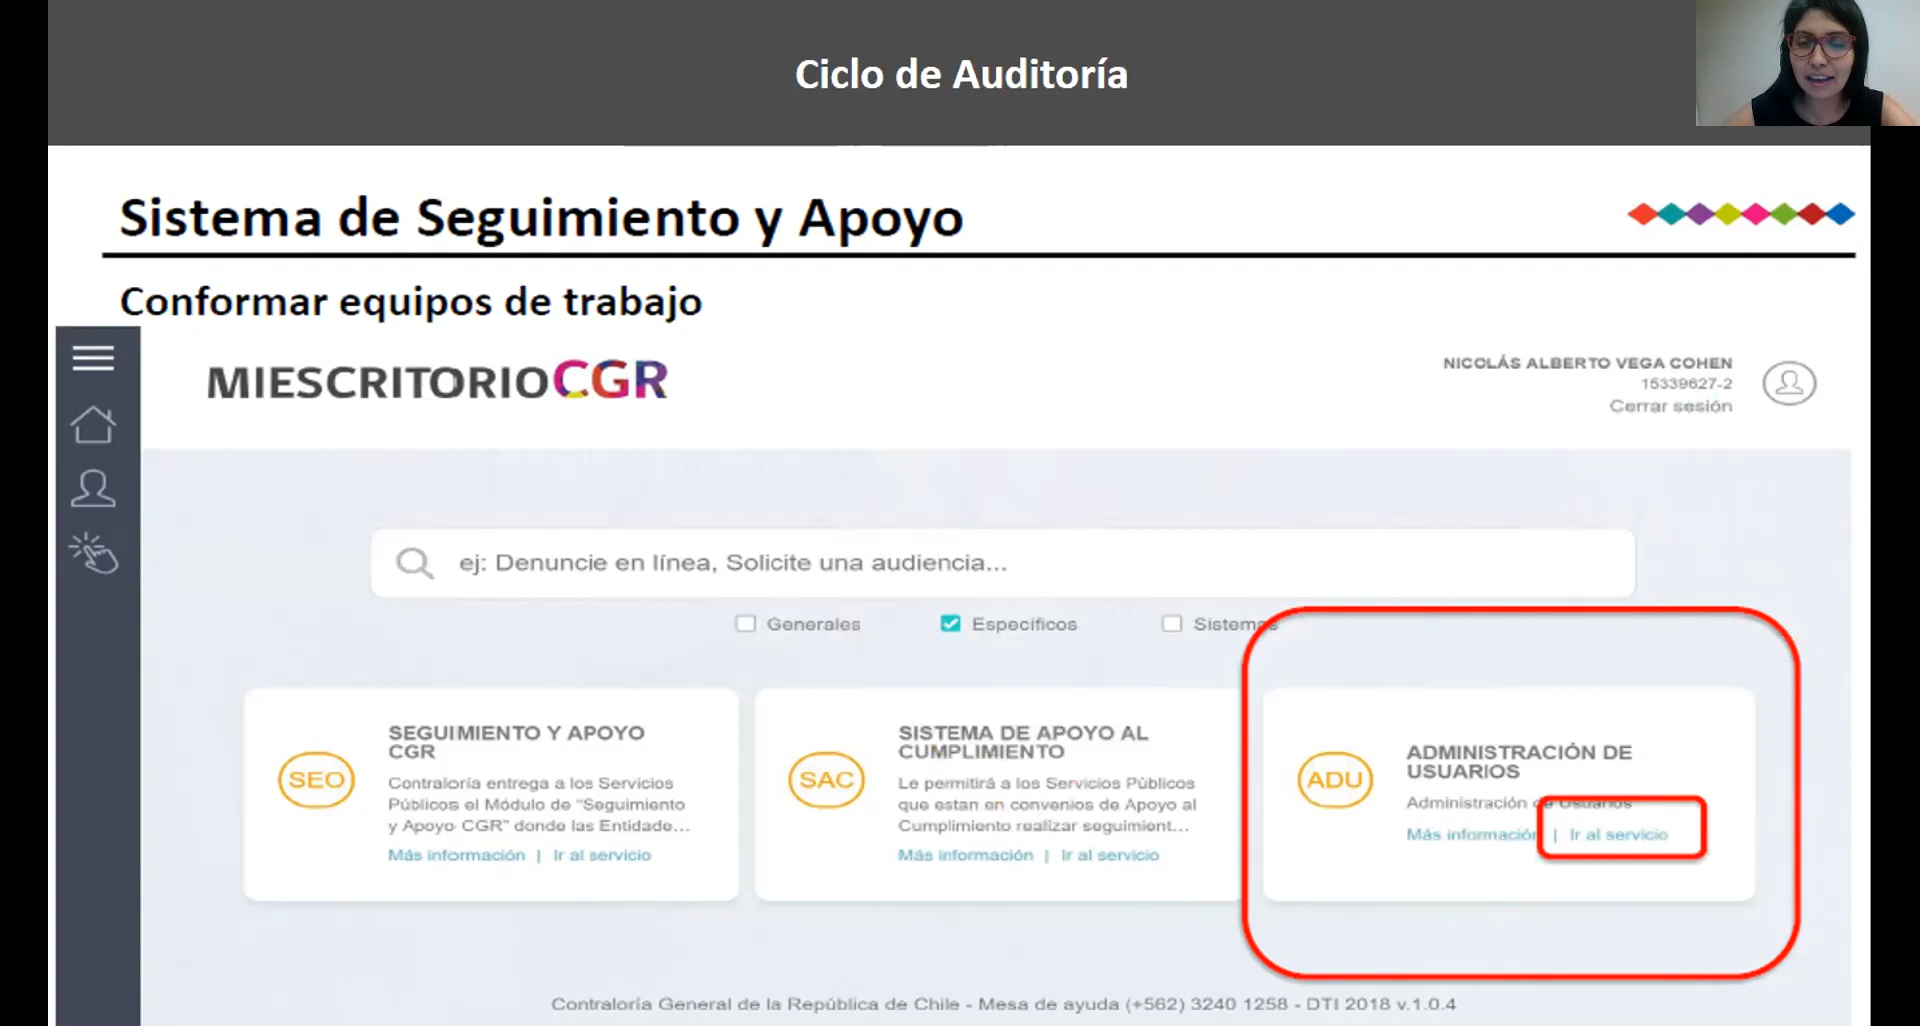 Ciclo de Auditoría
Sistema de Seguimiento y Apoyo
Conformar equipos de trabajo
MIESCRITORIOCGR
NICOLÁS ALBERTO VEGA COHEN
15339627-2
Cerrar sesión
ej: Denuncie en línea, Solicite una audiencia...
Generales
Específicos
Sistemas
SEO
SEGUIMIENTO Y APOYO
CGR
Contraloría entrega a los Servicios
Públicos el Módulo de "Seguimiento
y Apoyo CGR" donde las Entidade...
Más información | Ir al servicio
SAC
SISTEMA DE APOYO AL
CUMPLIMIENTO
Le permitirá a los Servicios Públicos
que estan en convenios de Apoyo al
Cumplimiento realizar seguimient...
Más información | Ir al servicio
ADU
ADMINISTRACIÓN DE
USUARIOS
Administración de Usuarios
Más información | Ir al servicio
Contraloría General de la República de Chile - Mesa de ayuda (+562) 3240 1258 - DTI 2018 v.1.0.4